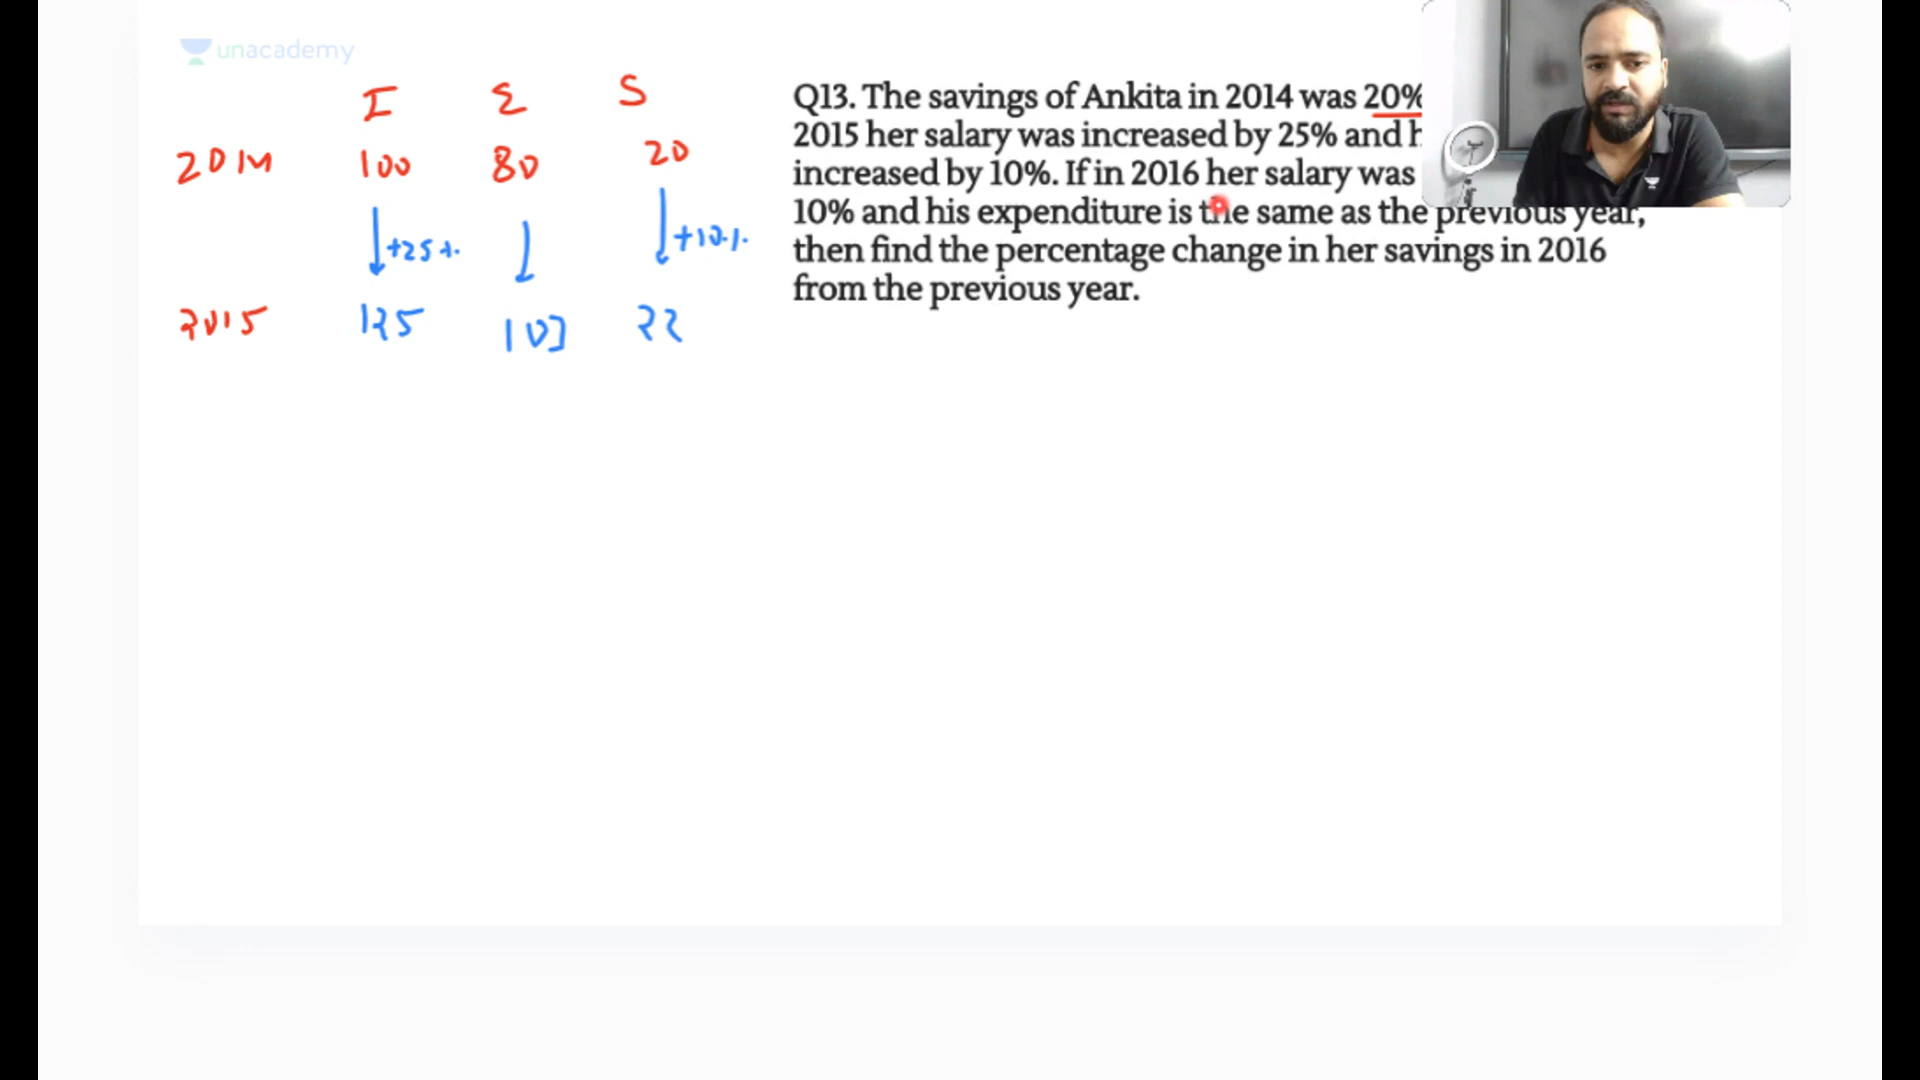 unacademy
I E S
2014 100 80 20
+25% +10%
2015 125 103 22
Q13. The savings of Ankita in 2014 was 20%
2015 her salary was increased by 25% and h
increased by 10%. If in 2016 her salary was
10% and his expenditure is the same as the previous year,
then find the percentage change in her savings in 2016
from the previous year.